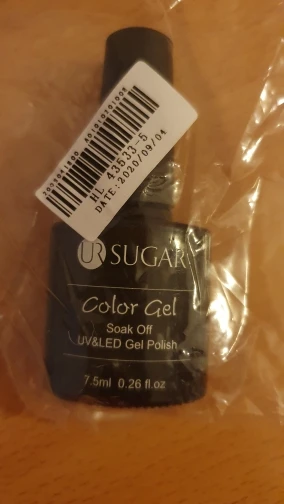 HL 43533-5
DATE:2020/09/04
UR SUGAR
Color Gel
Soak Off
UV&LED Gel Polish
7.5ml 0.26 fl.oz